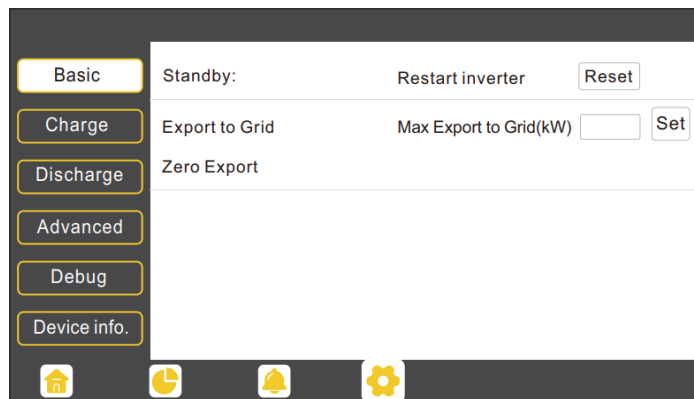 Basic
Charge
Discharge
Advanced
Debug
Device info.
Standby:
Restart inverter
Reset
Export to Grid
Max Export to Grid(kW)
Set
Zero Export